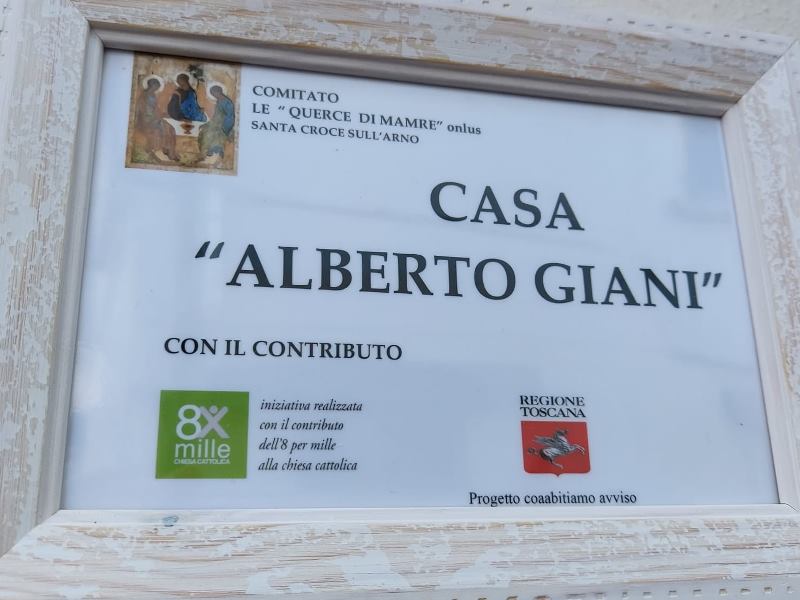 COMITATO
LE “ QUERCE DI MAMRE” onlus
SANTA CROCE SULL'ARNO
CASA
“ALBERTO GIANI”
CON IL CONTRIBUTO
8X
mille
CHIESA CATTOLICA
iniziativa realizzata
con il contributo
dell'8 per mille
alla chiesa cattolica
REGIONE
TOSCANA
Progetto coaabitiamo avviso